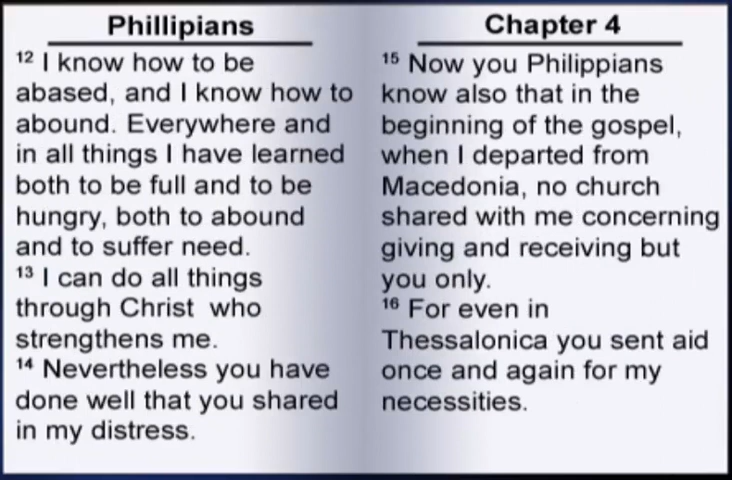 Phillipians
12 I know how to be
abased, and I know how to
abound. Everywhere and
in all things I have learned
both to be full and to be
hungry, both to abound
and to suffer need.
13 I can do all things
through Christ  who
strengthens me.
14 Nevertheless you have
done well that you shared
in my distress.
Chapter 4
15 Now you Philippians
know also that in the
beginning of the gospel,
when I departed from
Macedonia, no church
shared with me concerning
giving and receiving but
you only.
16 For even in
Thessalonica you sent aid
once and again for my
necessities.